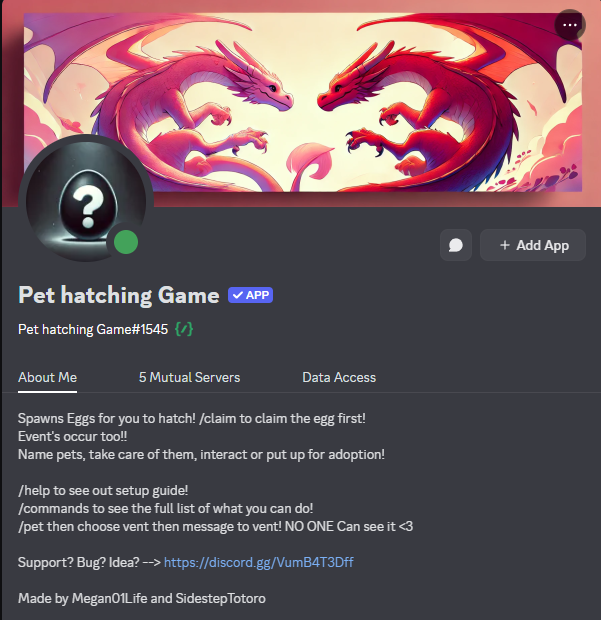 ?
Pet hatching Game ✓ APP
+ Add App
Pet hatching Game#1545 {/}
About Me 5 Mutual Servers Data Access
Spawns Eggs for you to hatch! /claim to claim the egg first!
Event's occur too!!
Name pets, take care of them, interact or put up for adoption!
/help to see out setup guide!
/commands to see the full list of what you can do!
/pet then choose vent then message to vent! NO ONE Can see it <3
Support? Bug? Idea? --> https://discord.gg/VumB4T3Dff
Made by Megan01Life and SidestepTotoro